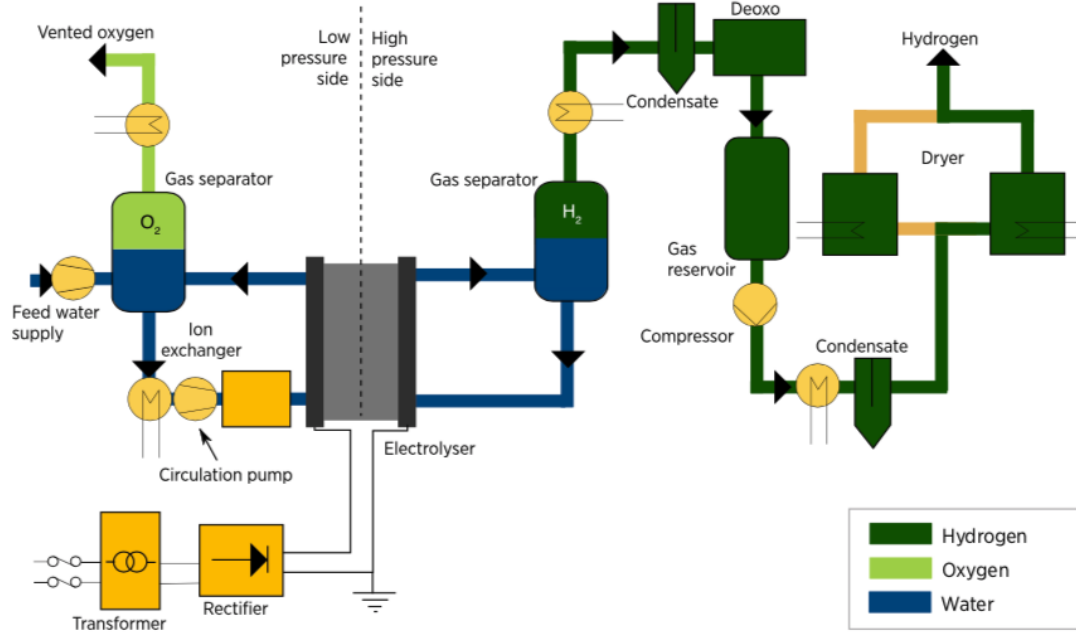 Vented oxygen
Low
pressure
side
High
pressure
side
Deoxo
Hydrogen
Condensate
Dryer
Gas separator
Gas separator
O2
H2
Gas
reservoir
Feed water
supply
Ion
exchanger
Compressor
Condensate
Circulation pump
Electrolyser
Transformer
Rectifier
Hydrogen
Oxygen
Water